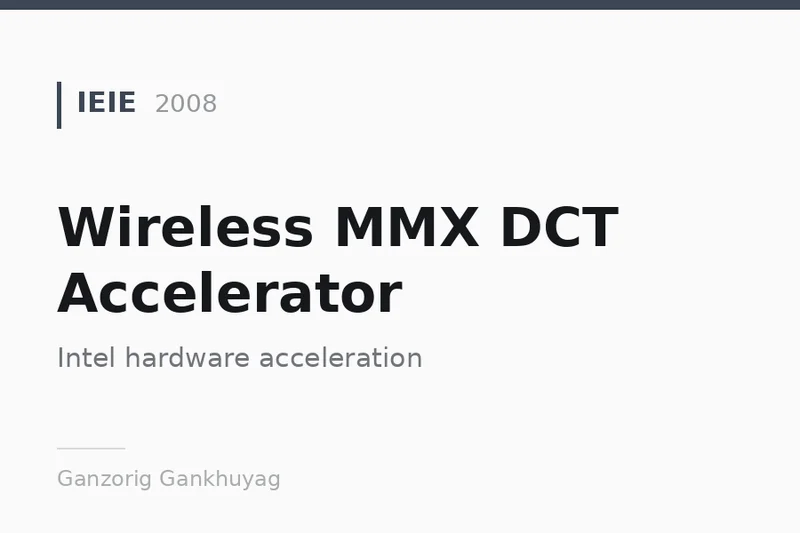 IEIE 2008
Wireless MMX DCT
Accelerator
Intel hardware acceleration
Ganzorig Gankhuyag